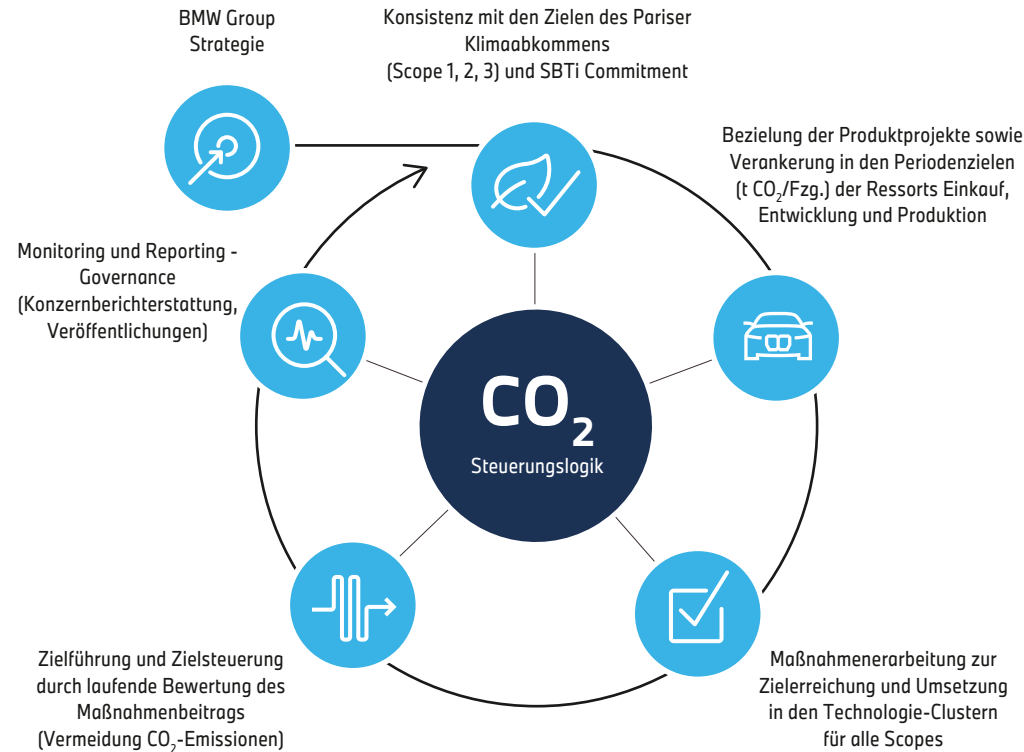 BMW Group
Strategie
Konsistenz mit den Zielen des Pariser
Klimaabkommens
(Scope 1, 2, 3) und SBTi Commitment
Bezielung der Produktprojekte sowie
Verankerung in den Periodenzielen
(t CO₂/Fzg.) der Ressorts Einkauf,
Entwicklung und Produktion
Monitoring und Reporting -
Governance
(Konzernberichterstattung,
Veröffentlichungen)
CO₂
Steuerungslogik
Zielführung und Zielsteuerung
durch laufende Bewertung des
Maßnahmenbeitrags
(Vermeidung CO₂-Emissionen)
Maßnahmenerarbeitung zur
Zielerreichung und Umsetzung
in den Technologie-Clustern
für alle Scopes